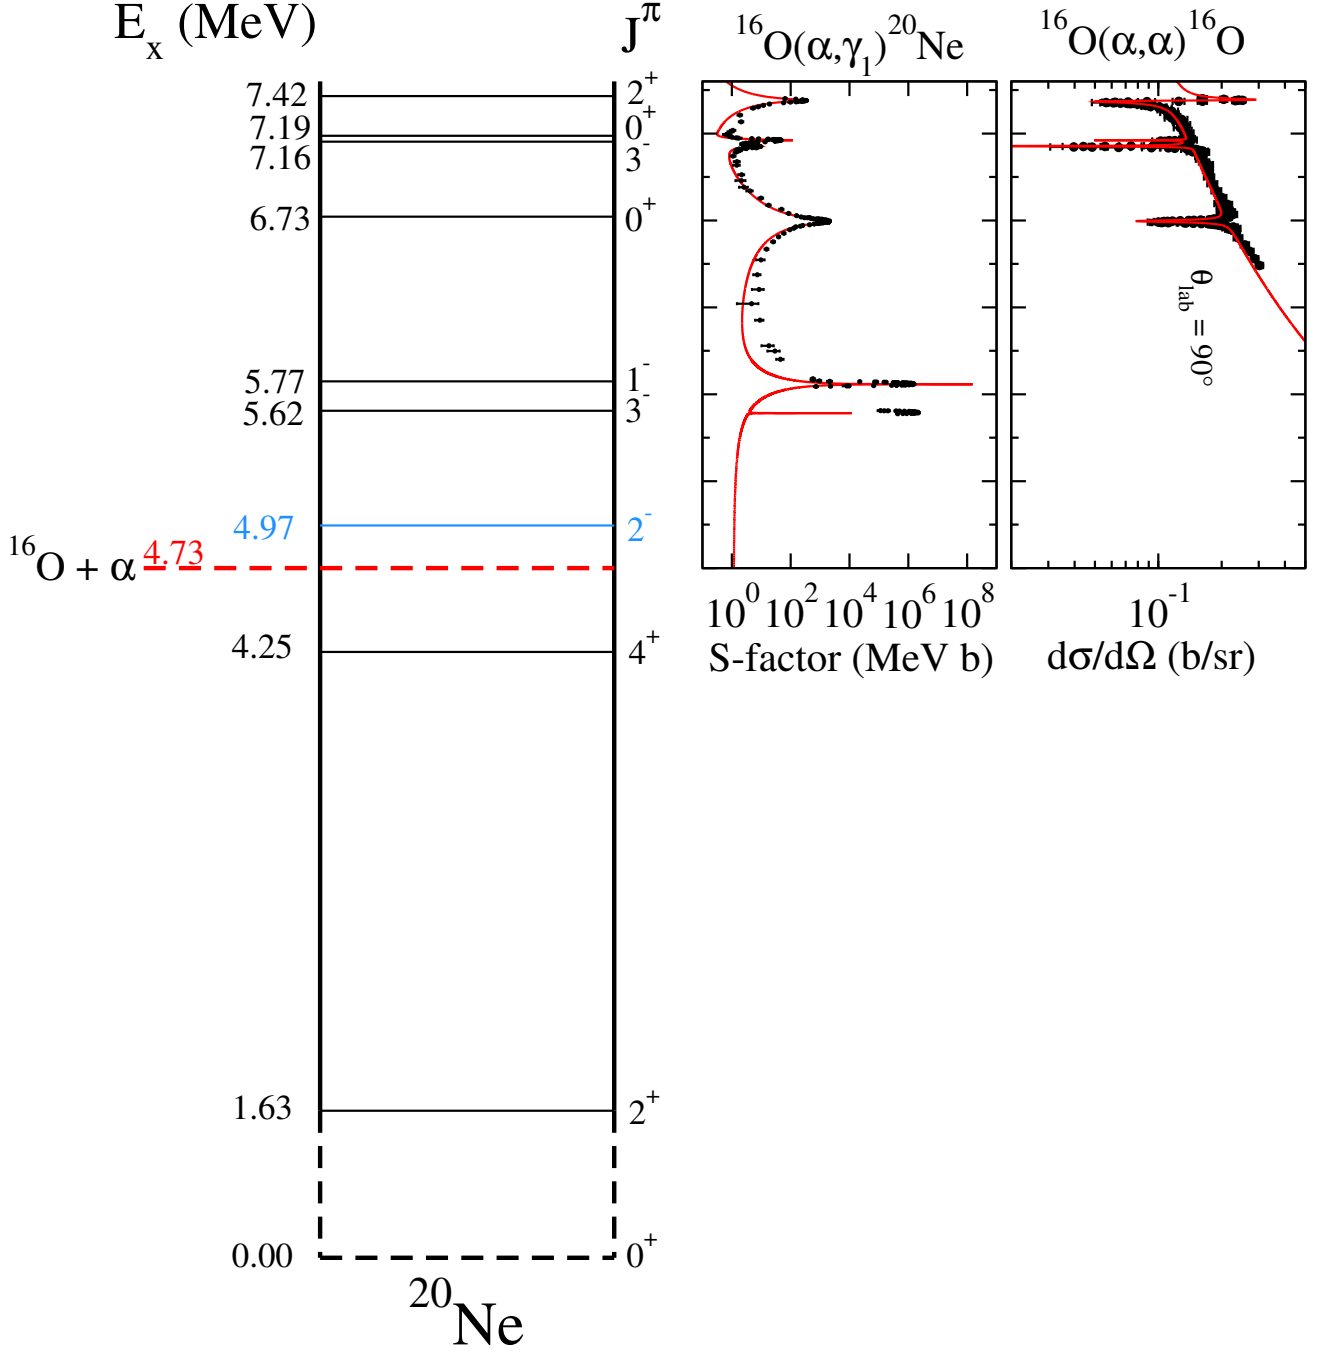 Eₓ (MeV)
J^π
¹⁶O(α,γ₁)²⁰Ne
¹⁶O(α,α)¹⁶O
7.42
2⁺
7.19
0⁺
7.16
3⁻
6.73
0⁺
5.77
1⁻
5.62
3⁻
4.97
2⁻
¹⁶O + α
4.73
4.25
4⁺
1.63
2⁺
0.00
0⁺
²⁰Ne
θ_lab = 90°
10⁰ 10² 10⁴ 10⁶ 10⁸
S-factor (MeV b)
10⁻¹
dσ/dΩ (b/sr)